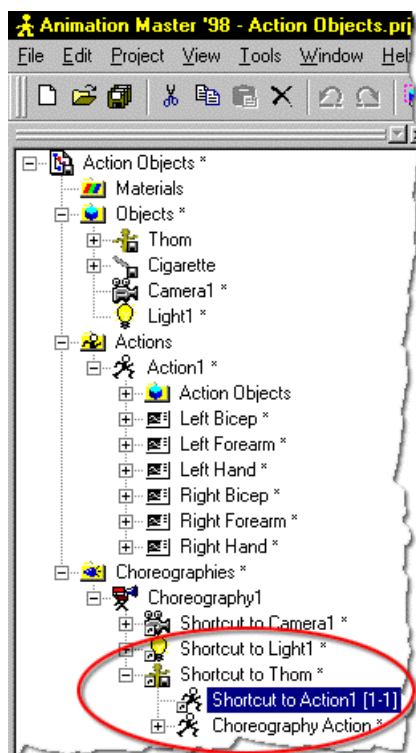 Animation Master '98 - Action Objects.prj
File Edit Project View Tools Window Hel
Action Objects *
Materials
Objects *
Thom
Cigarette
Camera1 *
Light1 *
Actions
Action1 *
Action Objects
Left Bicep *
Left Forearm *
Left Hand *
Right Bicep *
Right Forearm *
Right Hand *
Choreographies *
Choreography1
Shortcut to Camera1 *
Shortcut to Light1 *
Shortcut to Thom *
Shortcut to Action1 [1-1]
Choreography Action *